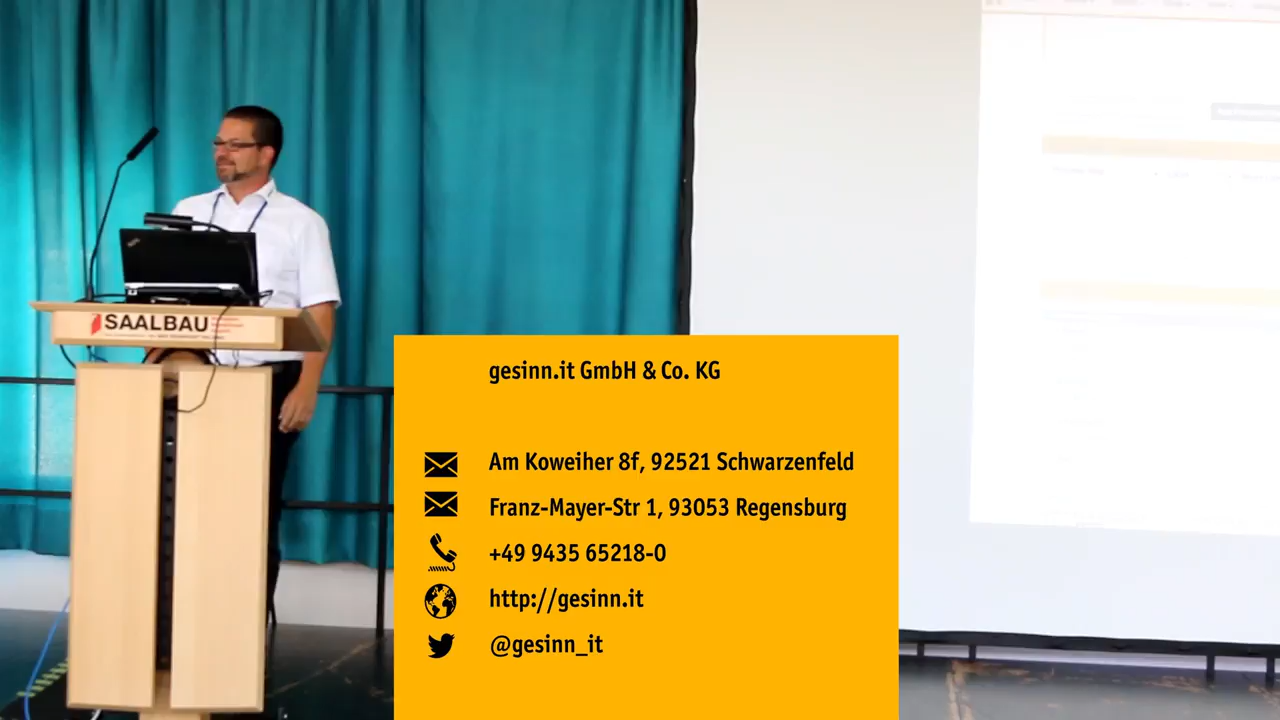 SAALBAU
gesinn.it GmbH & Co. KG
Am Koweiher 8f, 92521 Schwarzenfeld
Franz-Mayer-Str 1, 93053 Regensburg
+49 9435 65218-0
http://gesinn.it
@gesinn_it